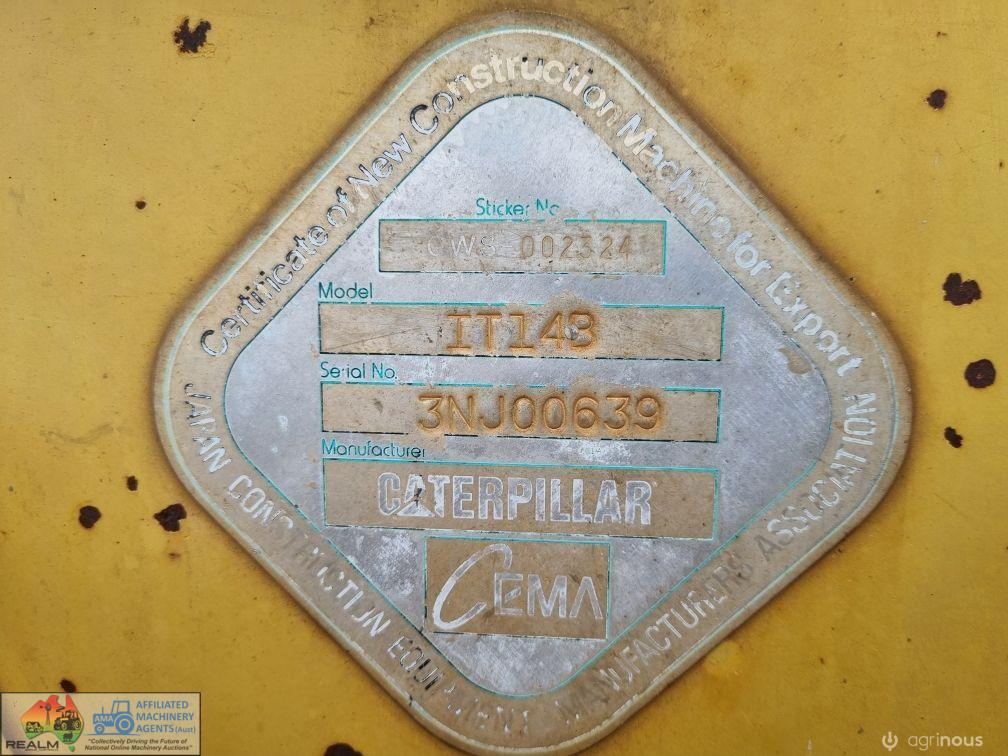 Certificate of New Construction Machine for Export
Sticker No.
CWS 002324
Model
IT14B
Serial No.
3NJ00639
Manufacturer
CATERPILLAR
CEMA
JAPAN CONSTRUCTION EQUIPMENT MANUFACTURERS ASSOCIATION
REALM
AMA
AFFILIATED
MACHINERY
AGENTS (Aust)
"Collectively Driving the Future of
National Online Machinery Auctions"
agrinous